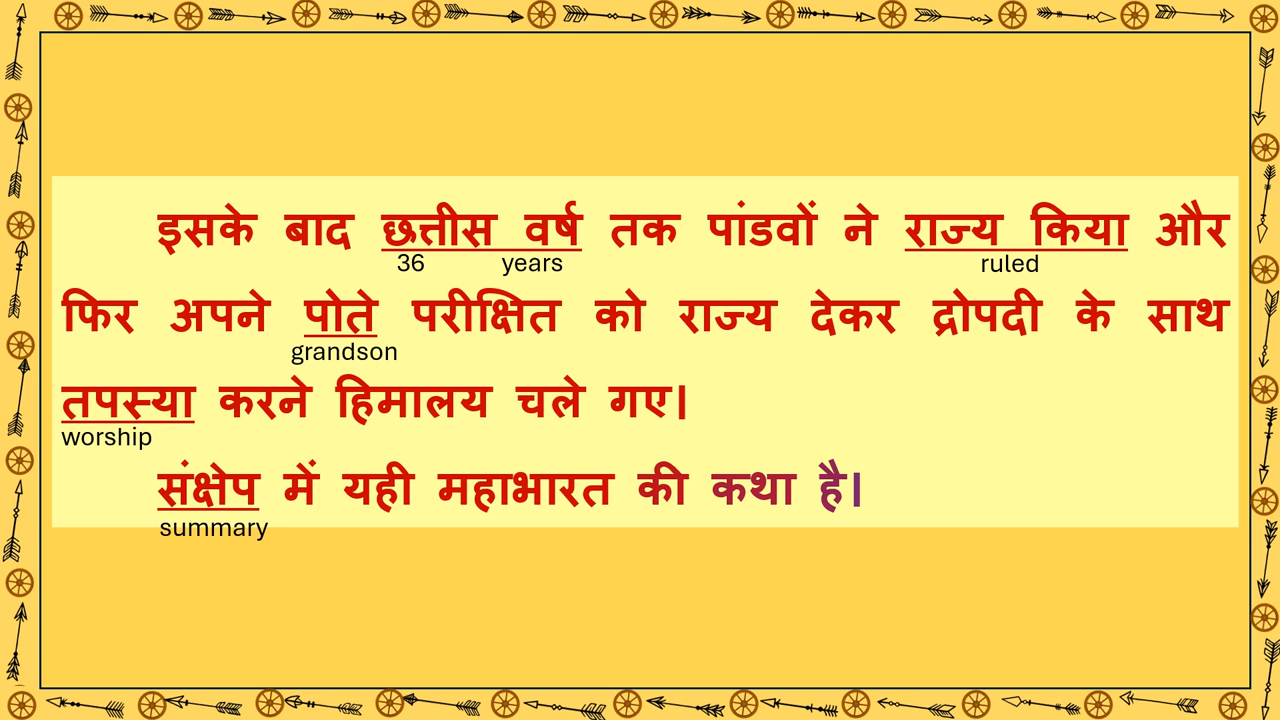 इसके बाद छत्तीस वर्ष तक पांडवों ने राज्य किया और
36 years ruled
फिर अपने पोते परीक्षित को राज्य देकर द्रोपदी के साथ
grandson
तपस्या करने हिमालय चले गए।
worship
संक्षेप में यही महाभारत की कथा है।
summary